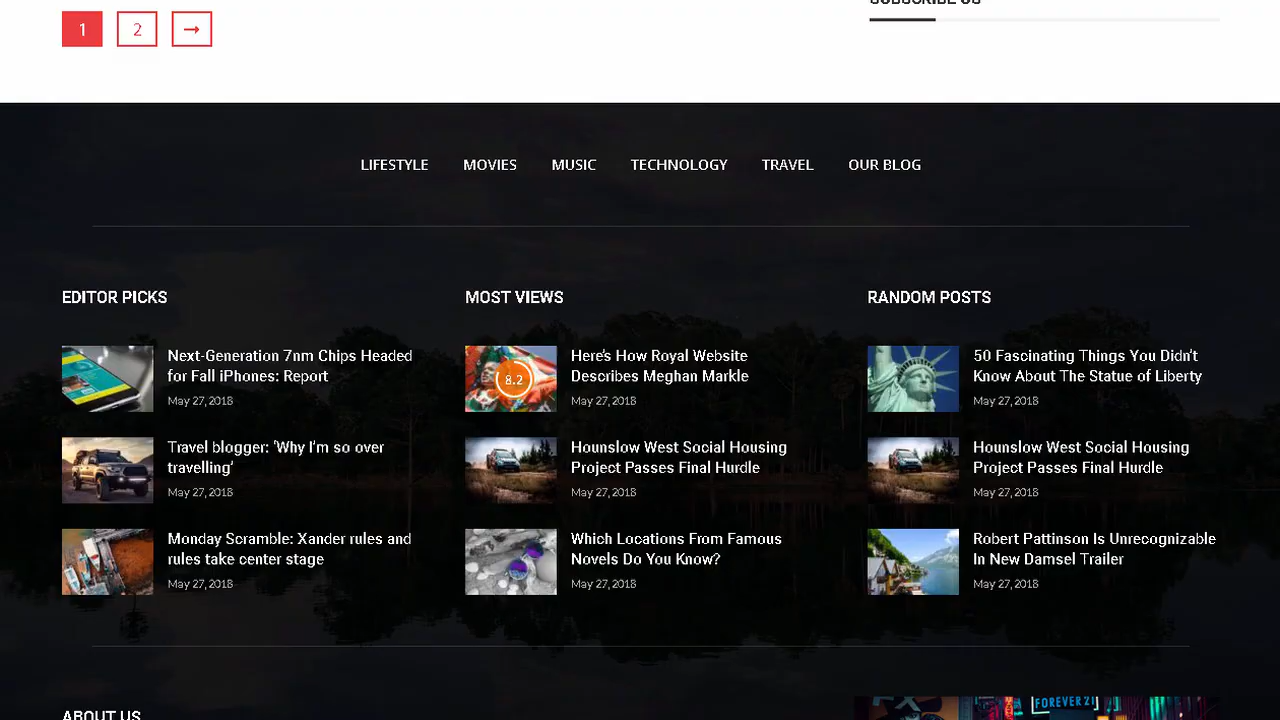 SUBSCRIBE US
1 2
LIFESTYLE MOVIES MUSIC TECHNOLOGY TRAVEL OUR BLOG
EDITOR PICKS
Next-Generation 7nm Chips Headed
for Fall iPhones: Report
May 27, 2018
Travel blogger: 'Why I'm so over
travelling'
May 27, 2018
Monday Scramble: Xander rules and
rules take center stage
May 27, 2018
MOST VIEWS
8.2
Here's How Royal Website
Describes Meghan Markle
May 27, 2018
Hounslow West Social Housing
Project Passes Final Hurdle
May 27, 2018
Which Locations From Famous
Novels Do You Know?
May 27, 2018
RANDOM POSTS
50 Fascinating Things You Didn't
Know About The Statue of Liberty
May 27, 2018
Hounslow West Social Housing
Project Passes Final Hurdle
May 27, 2018
Robert Pattinson Is Unrecognizable
In New Damsel Trailer
May 27, 2018
ABOUT US
FOREVER 21